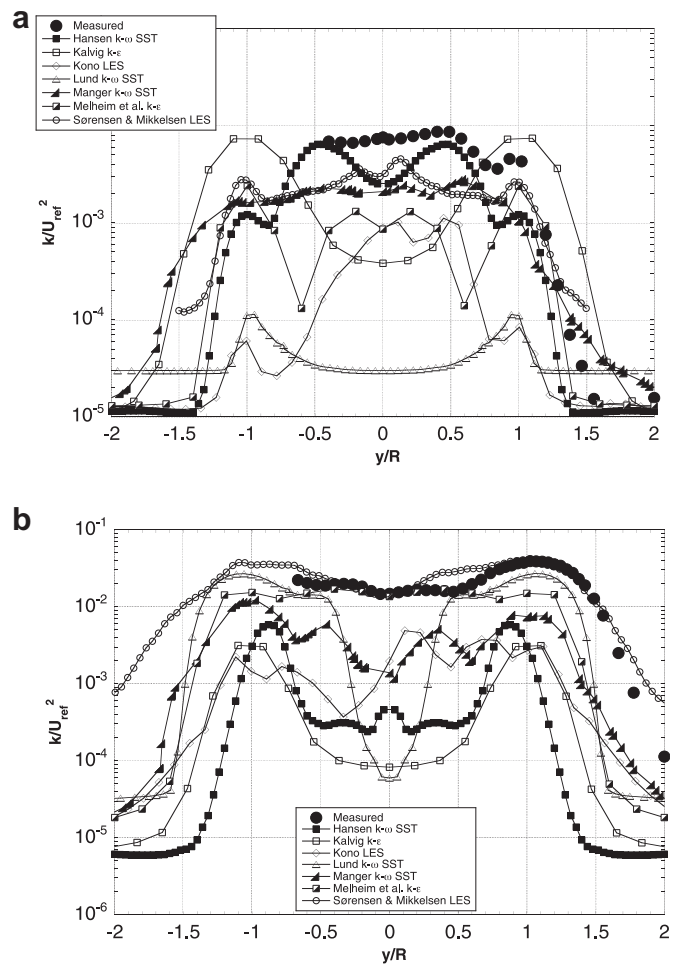 a
Measured
Hansen k-ω SST
Kalvig k-ε
Kono LES
Lund k-ω SST
Manger k-ω SST
Melheim et al. k-ε
Sørensen & Mikkelsen LES
k/U_ref^2
10^-3
10^-4
10^-5
-2 -1.5 -1 -0.5 0 0.5 1 1.5 2
y/R
b
10^-1
10^-2
10^-3
10^-4
10^-5
10^-6
k/U_ref^2
Measured
Hansen k-ω SST
Kalvig k-ε
Kono LES
Lund k-ω SST
Manger k-ω SST
Melheim et al. k-ε
Sørensen & Mikkelsen LES
-2 -1.5 -1 -0.5 0 0.5 1 1.5 2
y/R